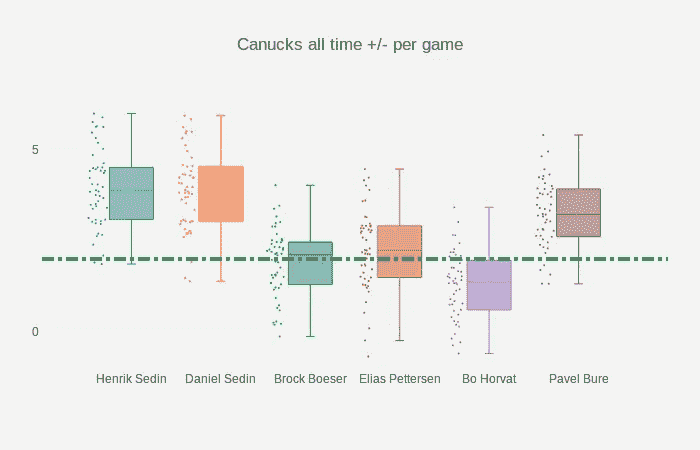 Canucks all time +/- per game
5
0
Henrik Sedin Daniel Sedin Brock Boeser Elias Pettersen Bo Horvat Pavel Bure